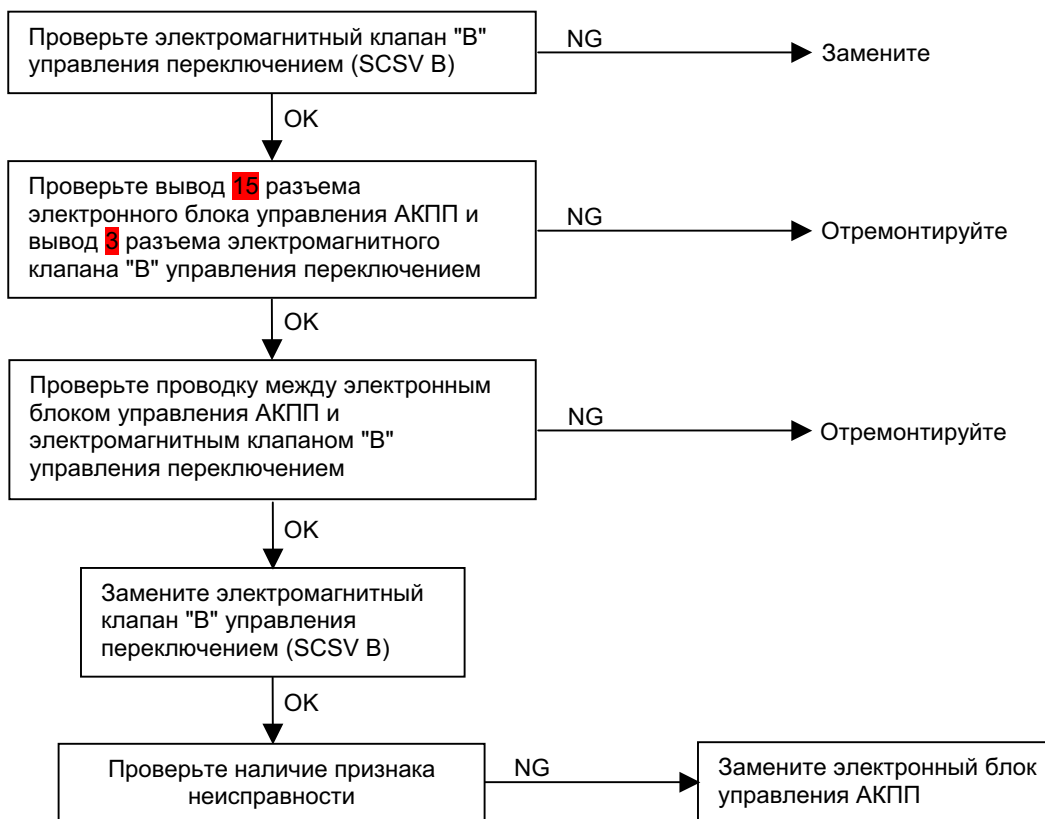 Проверьте электромагнитный клапан "В"
управления переключением (SCSV B)
NG
Замените
OK
Проверьте вывод 15 разъема
электронного блока управления АКПП и
вывод 3 разъема электромагнитного
клапана "В" управления переключением
NG
Отремонтируйте
OK
Проверьте проводку между электронным
блоком управления АКПП и
электромагнитным клапаном "В"
управления переключением
NG
Отремонтируйте
OK
Замените электромагнитный
клапан "В" управления
переключением (SCSV B)
OK
Проверьте наличие признака
неисправности
NG
Замените электронный блок
управления АКПП